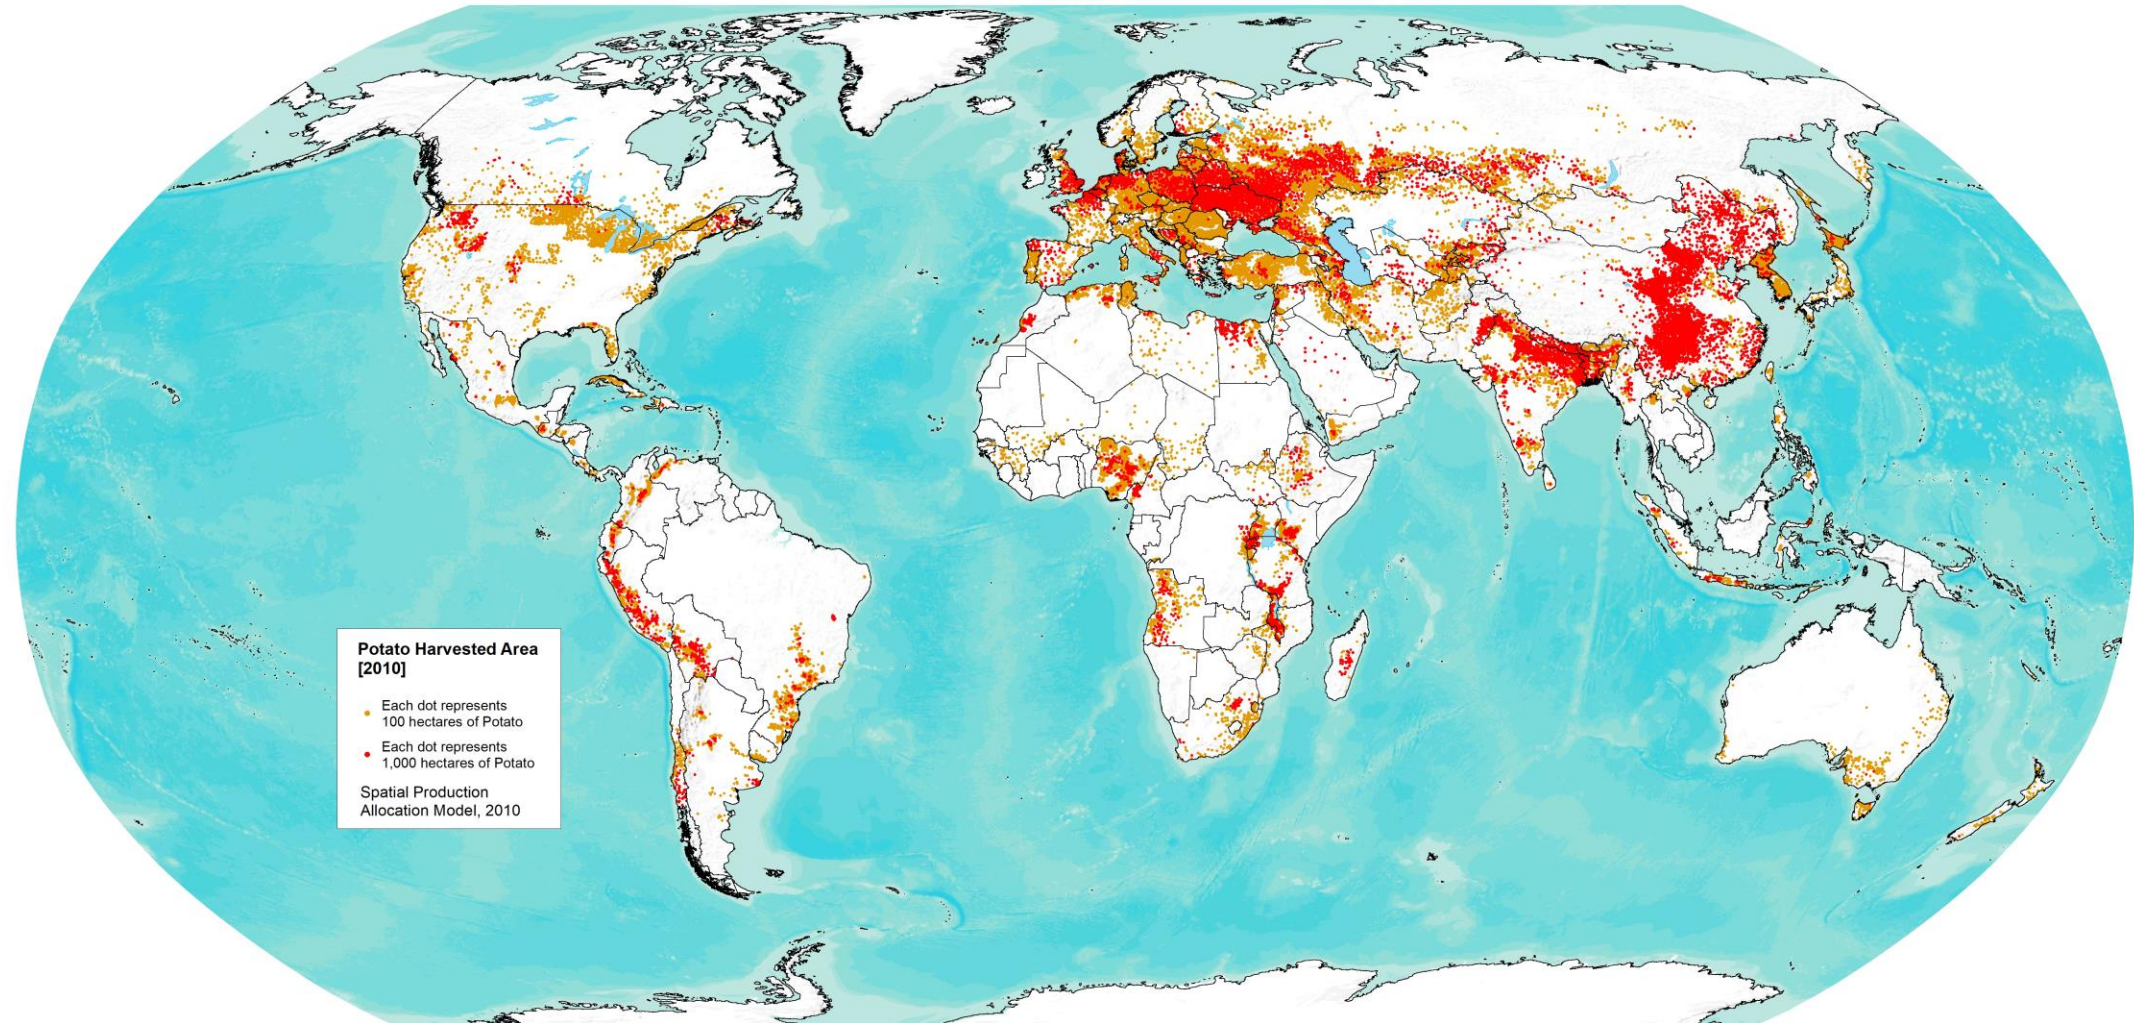 Potato Harvested Area
[2010]
Each dot represents
100 hectares of Potato
Each dot represents
1,000 hectares of Potato
Spatial Production
Allocation Model, 2010